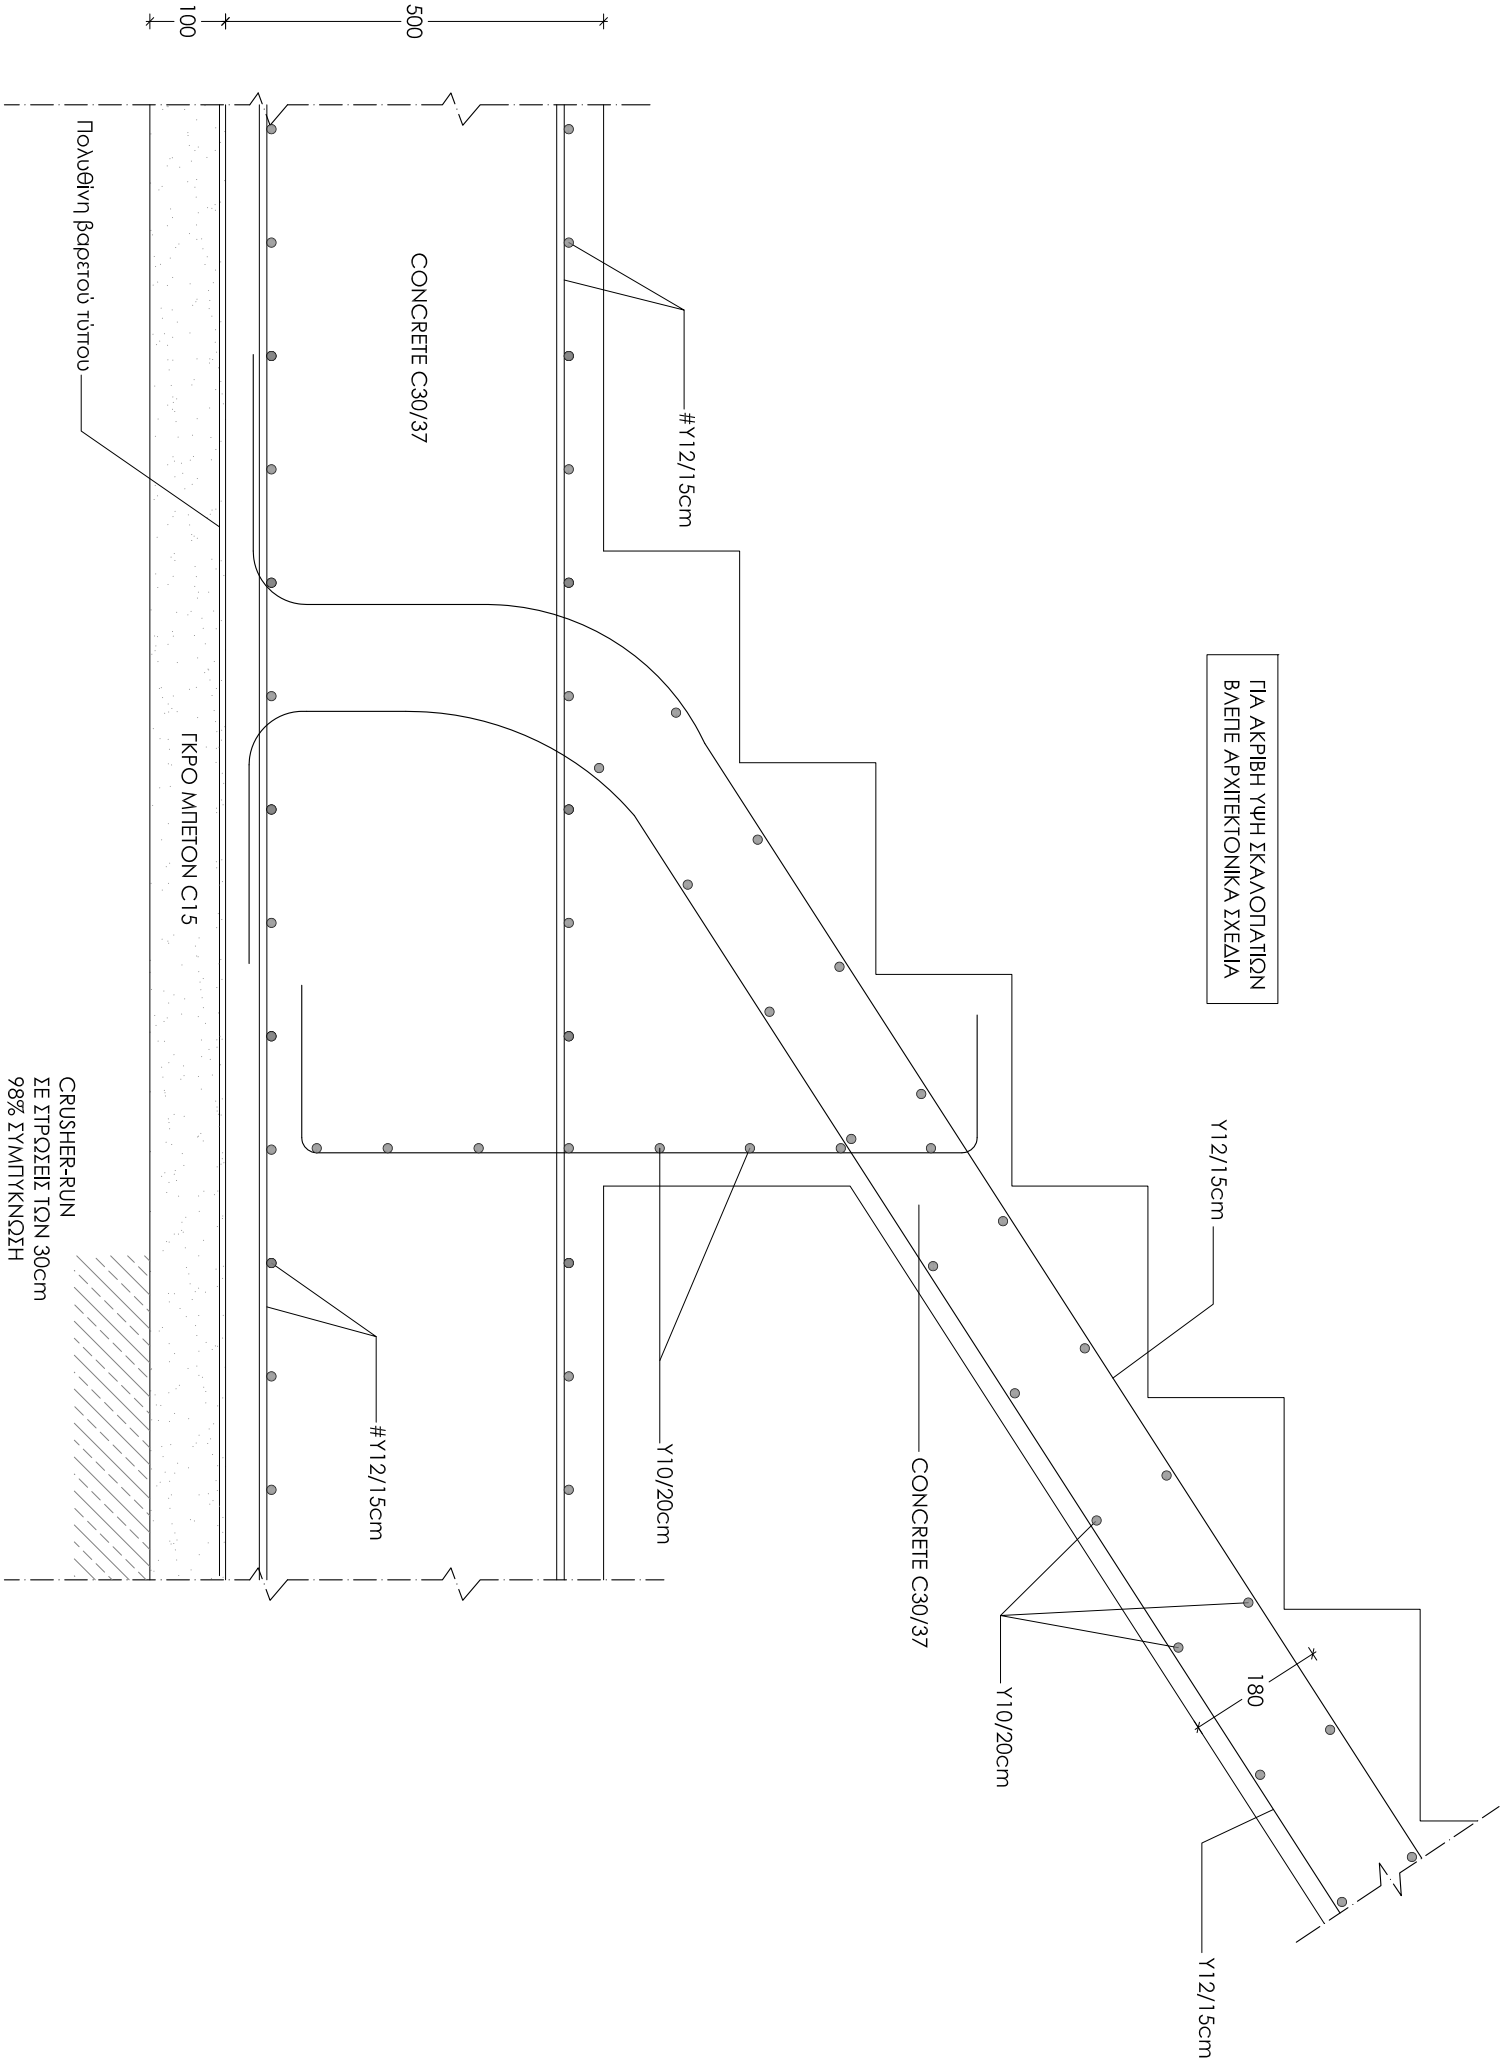 ΓΙΑ ΑΚΡΙΒΗ ΥΨΗ ΣΚΑΛΟΠΑΤΙΩΝ
ΒΛΕΠΕ ΑΡΧΙΤΕΚΤΟΝΙΚΑ ΣΧΕΔΙΑ
Y12/15cm
180
Y12/15cm
Y10/20cm
CONCRETE C30/37
#Y12/15cm
Y10/20cm
500
CONCRETE C30/37
#Y12/15cm
100
ΓΚΡΟ ΜΠΕΤΟΝ C15
Πολυθίνη βαρετού τύπου
CRUSHER-RUN
ΣΕ ΣΤΡΩΣΕΙΣ ΤΩΝ 30cm
98% ΣΥΜΠΥΚΝΩΣΗ